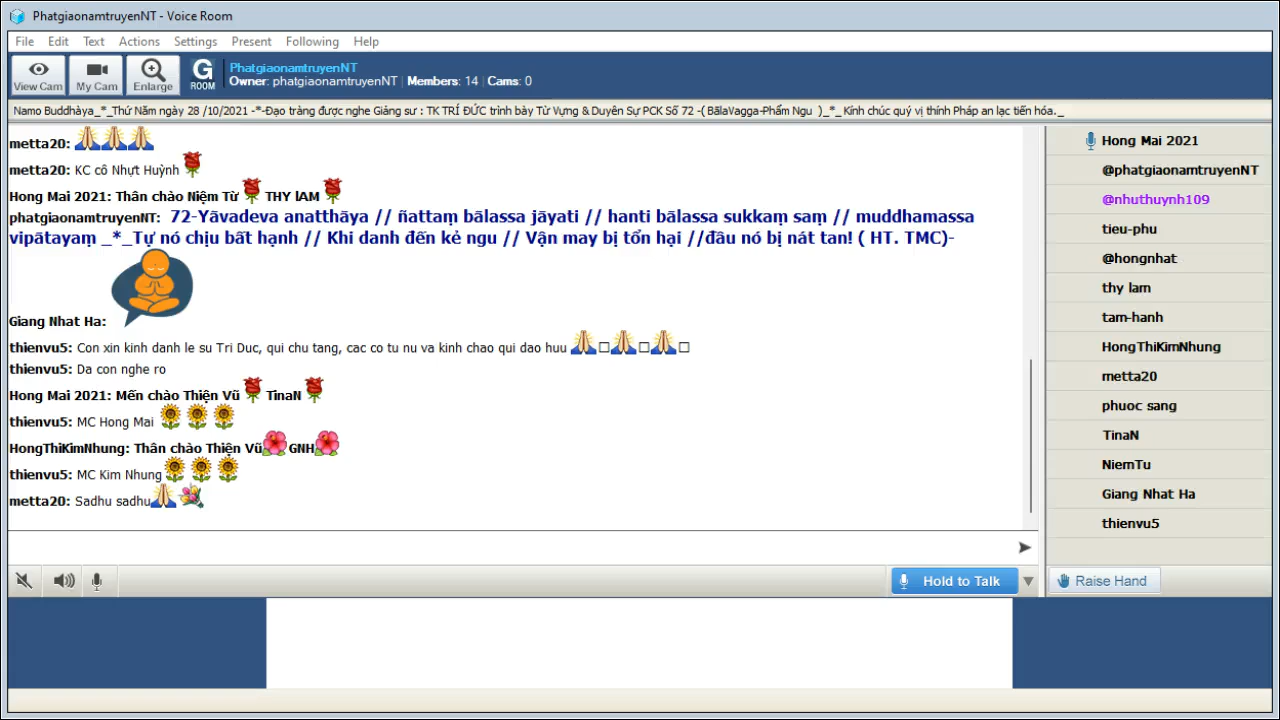 PhatgiaonamtruyenNT - Voice Room
File Edit Text Actions Settings Present Following Help
View Cam My Cam Enlarge G ROOM
PhatgiaonamtruyenNT
Owner: phatgiaonamtruyenNT | Members: 14 | Cams: 0
Namo Buddhàya_*_Thứ Năm ngày 28 /10/2021 -*-Đạo tràng được nghe Giảng sư : TK TRÍ ĐỨC trình bày Từ Vựng & Duyên Sự PCK Số 72 -( BãlaVagga-Phẩm Ngu )_*_ Kính chúc quý vị thính Pháp an lạc tiến hóa._
metta20:
metta20: KC cô Nhựt Huỳnh
Hong Mai 2021: Thân chào Niệm Từ THY lAM
phatgiaonamtruyenNT: 72-Yāvadeva anatthāya // ñattaṃ bālassa jāyati // hanti bālassa sukkaṃ saṃ // muddhamassa
vipātayaṃ _*_Tự nó chịu bất hạnh // Khi danh đến kẻ ngu // Vận may bị tổn hại //đầu nó bị nát tan! ( HT. TMC)-
Giang Nhat Ha:
thienvu5: Con xin kinh danh le su Tri Duc, qui chu tang, cac co tu nu va kinh chao qui dao huu
thienvu5: Da con nghe ro
Hong Mai 2021: Mến chào Thiện Vũ TinaN
thienvu5: MC Hong Mai
HongThiKimNhung: Thân chào Thiện Vũ GNH
thienvu5: MC Kim Nhung
metta20: Sadhu sadhu
Hong Mai 2021
@phatgiaonamtruyenNT
@nhuthuynh109
tieu-phu
@hongnhat
thy lam
tam-hanh
HongThiKimNhung
metta20
phuoc sang
TinaN
NiemTu
Giang Nhat Ha
thienvu5
Hold to Talk
Raise Hand